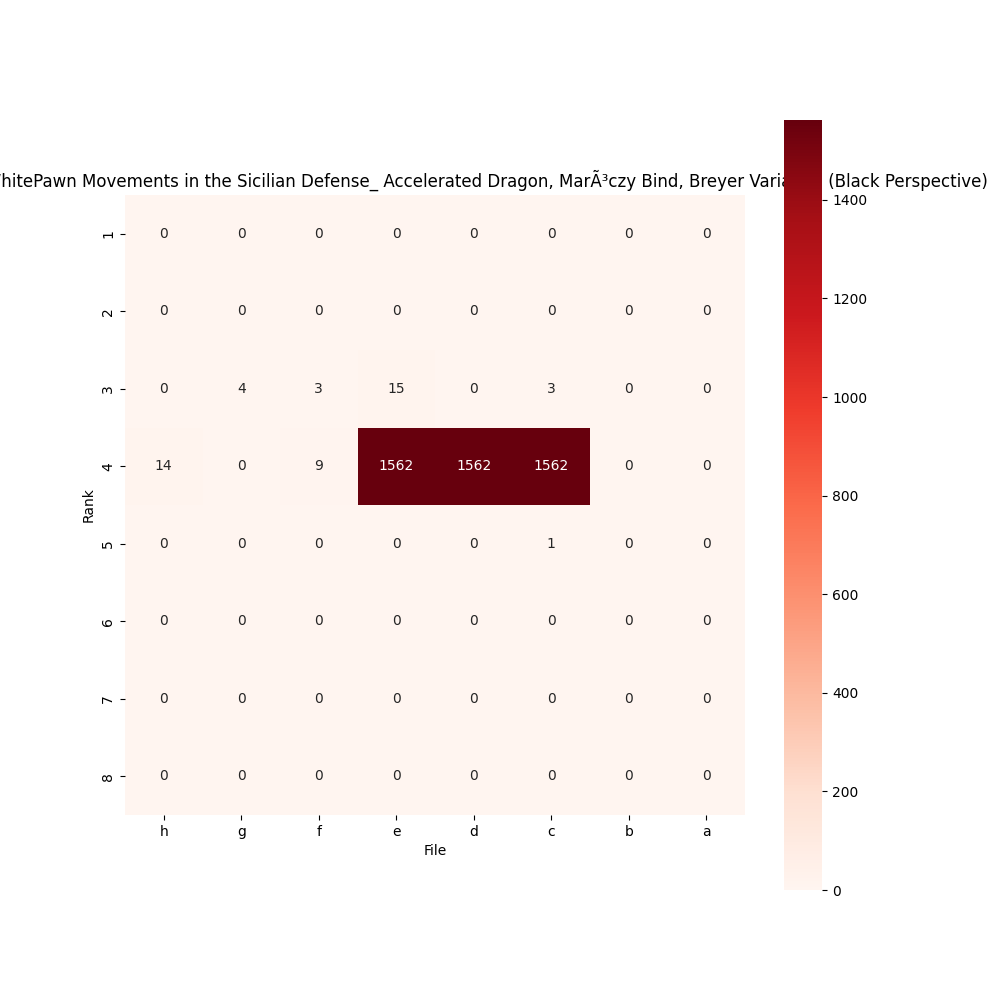 Pawn Movements in the Sicilian Defense_ Accelerated Dragon, MarÃ³czy Bind, Breyer (Black Perspective)
1 0 0 0 0 0 0 0 0
2 0 0 0 0 0 0 0 0
3 0 4 3 15 0 3 0 0
4 14 0 9 1562 1562 1562 0 0
5 0 0 0 0 0 1 0 0
6 0 0 0 0 0 0 0 0
7 0 0 0 0 0 0 0 0
8 0 0 0 0 0 0 0 0
h g f e d c b a
File
Rank
1400
1200
1000
800
600
400
200
0